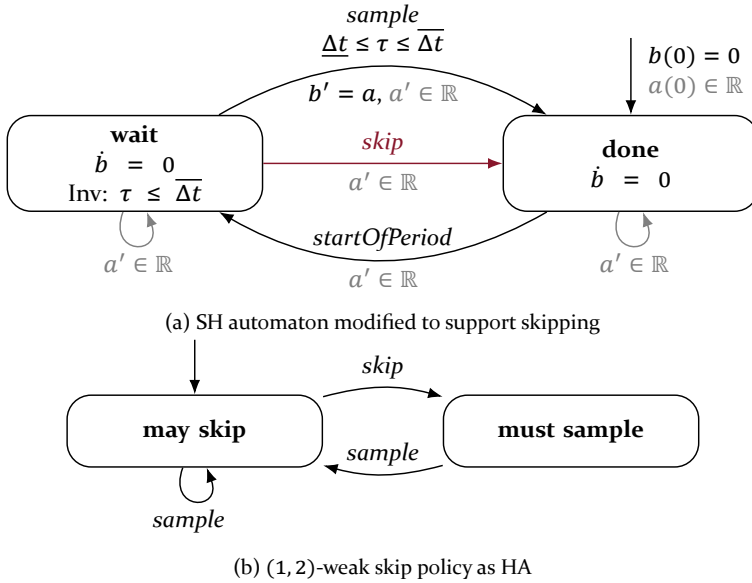 sample
Δt ≤ τ ≤ Δt
b(0) = 0
a(0) ∈ ℝ
b′ = a, a′ ∈ ℝ
wait
ḃ = 0
Inv: τ ≤ Δt
skip
a′ ∈ ℝ
done
ḃ = 0
startOfPeriod
a′ ∈ ℝ
a′ ∈ ℝ
a′ ∈ ℝ
(a) SH automaton modified to support skipping
skip
may skip
must sample
sample
sample
(b) (1, 2)-weak skip policy as HA